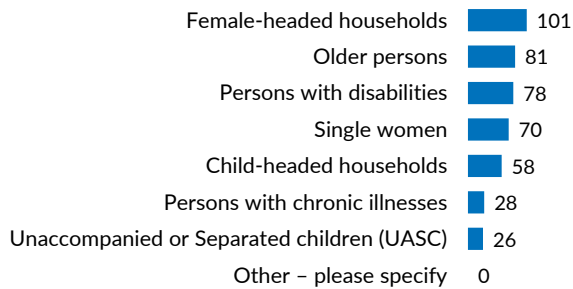 Female-headed households 101
Older persons 81
Persons with disabilities 78
Single women 70
Child-headed households 58
Persons with chronic illnesses 28
Unaccompanied or Separated children (UASC) 26
Other – please specify 0